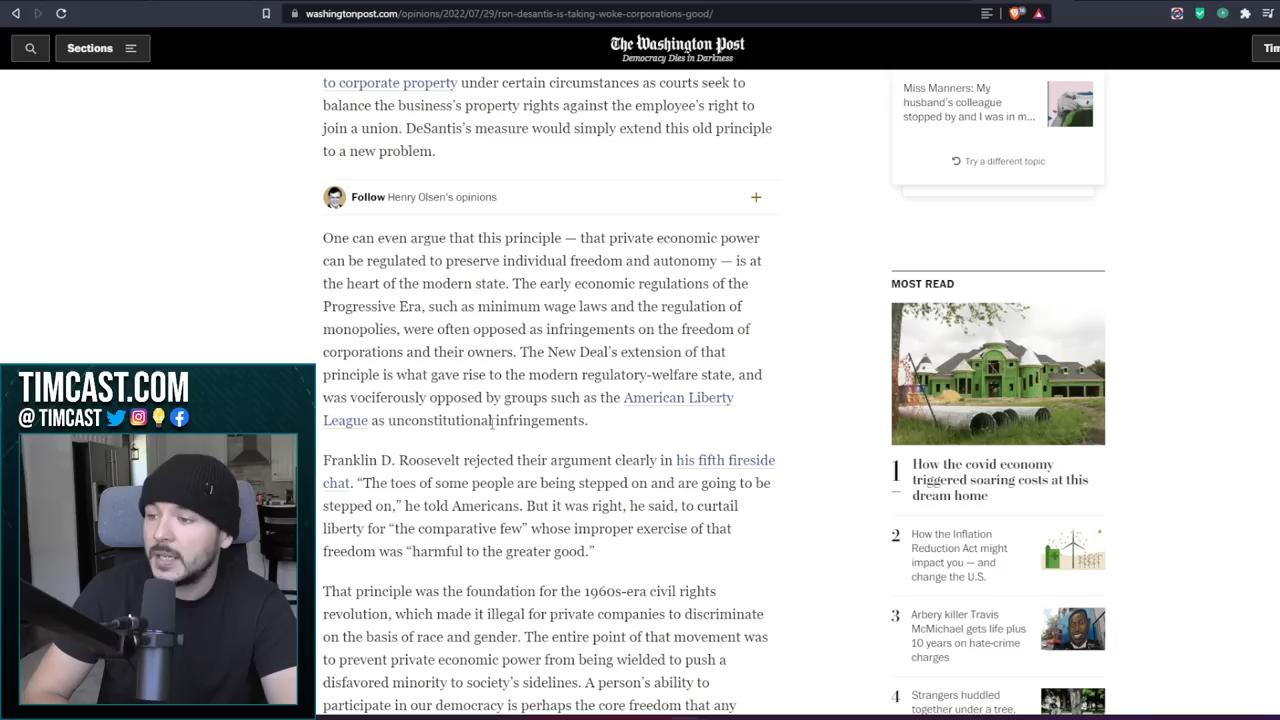 washingtonpost.com/opinions/2022/07/29/ron-desantis-is-taking-woke-corporations-good/
Sections
The Washington Post
Democracy Dies in Darkness
Tim
to corporate property under certain circumstances as courts seek to
balance the business's property rights against the employee's right to
join a union. DeSantis's measure would simply extend this old principle
to a new problem.
Follow Henry Olsen's opinions
One can even argue that this principle — that private economic power
can be regulated to preserve individual freedom and autonomy — is at
the heart of the modern state. The early economic regulations of the
Progressive Era, such as minimum wage laws and the regulation of
monopolies, were often opposed as infringements on the freedom of
corporations and their owners. The New Deal's extension of that
principle is what gave rise to the modern regulatory-welfare state, and
was vociferously opposed by groups such as the American Liberty
League as unconstitutional infringements.
Franklin D. Roosevelt rejected their argument clearly in his fifth fireside
chat. “The toes of some people are being stepped on and are going to be
stepped on,” he told Americans. But it was right, he said, to curtail
liberty for “the comparative few” whose improper exercise of that
freedom was “harmful to the greater good.”
That principle was the foundation for the 1960s-era civil rights
revolution, which made it illegal for private companies to discriminate
on the basis of race and gender. The entire point of that movement was
to prevent private economic power from being wielded to push a
disfavored minority to society's sidelines. A person's ability to
participate in our democracy is perhaps the core freedom that any
Miss Manners: My
husband's colleague
stopped by and I was in m...
Try a different topic
MOST READ
1 How the covid economy
triggered soaring costs at this
dream home
2 How the Inflation
Reduction Act might
impact you — and
change the U.S.
3 Arbery killer Travis
McMichael gets life plus
10 years on hate-crime
charges
4 Strangers huddled
together under a tree.
TIMCAST.COM
@ TIMCAST